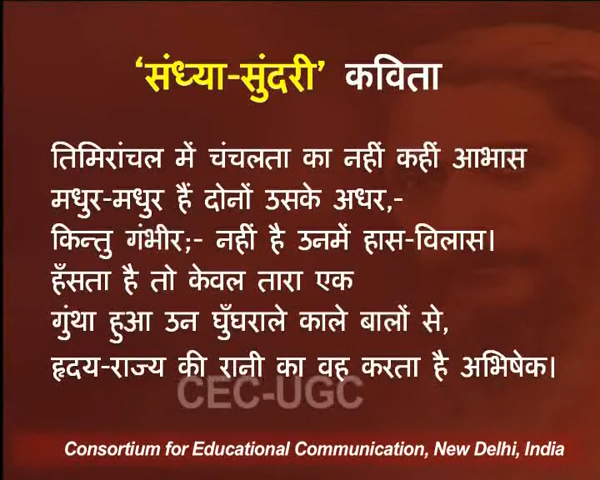 ‘संध्या-सुंदरी’ कविता
तिमिरांचल में चंचलता का नहीं कहीं आभास
मधुर-मधुर हैं दोनों उसके अधर,-
किन्तु गंभीर;- नहीं है उनमें हास-विलास।
हँसता है तो केवल तारा एक
गुंथा हुआ उन घुँघराले काले बालों से,
हृदय-राज्य की रानी का वह करता है अभिषेक।
CEC-UGC
Consortium for Educational Communication, New Delhi, India